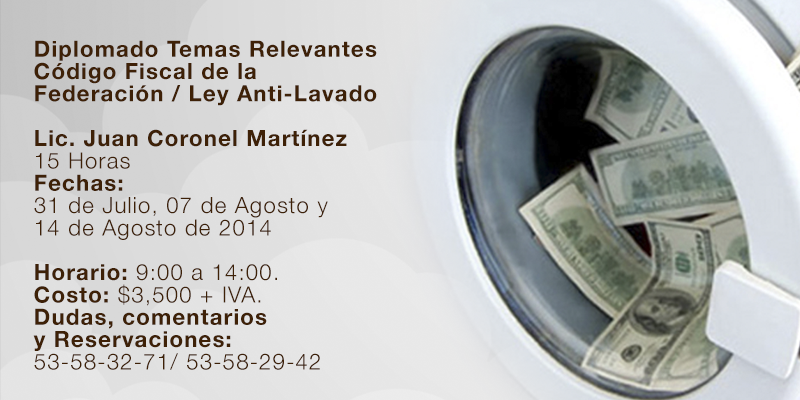 Diplomado Temas Relevantes
Código Fiscal de la
Federación / Ley Anti-Lavado
Lic. Juan Coronel Martínez
15 Horas
Fechas:
31 de Julio, 07 de Agosto y
14 de Agosto de 2014
Horario: 9:00 a 14:00.
Costo: $3,500 + IVA.
Dudas, comentarios
y Reservaciones:
53-58-32-71/ 53-58-29-42